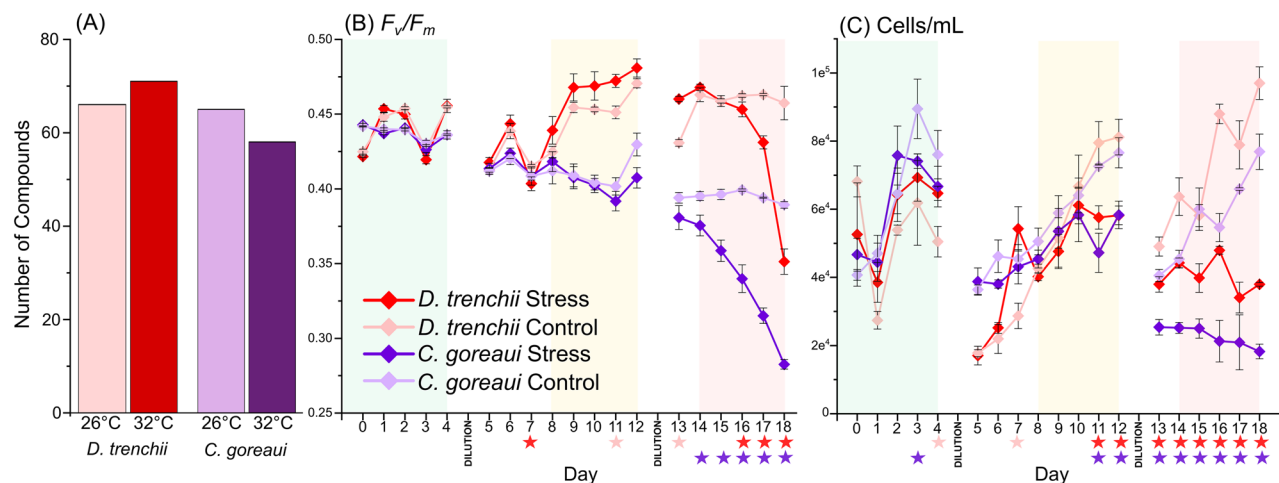 (A)
Number of Compounds
80
60
40
20
0
26°C 32°C 26°C 32°C
D. trenchii C. goreaui
(B) Fv/Fm
0.50
0.45
0.40
0.35
0.30
0.25
D. trenchii Stress
D. trenchii Control
C. goreaui Stress
C. goreaui Control
0 1 2 3 4 DILUTION 5 6 7 8 9 10 11 12 DILUTION 13 14 15 16 17 18
Day
(C) Cells/mL
1e⁵
8e⁴
6e⁴
4e⁴
2e⁴
0
0 1 2 3 4 DILUTION 5 6 7 8 9 10 11 12 DILUTION 13 14 15 16 17 18
Day